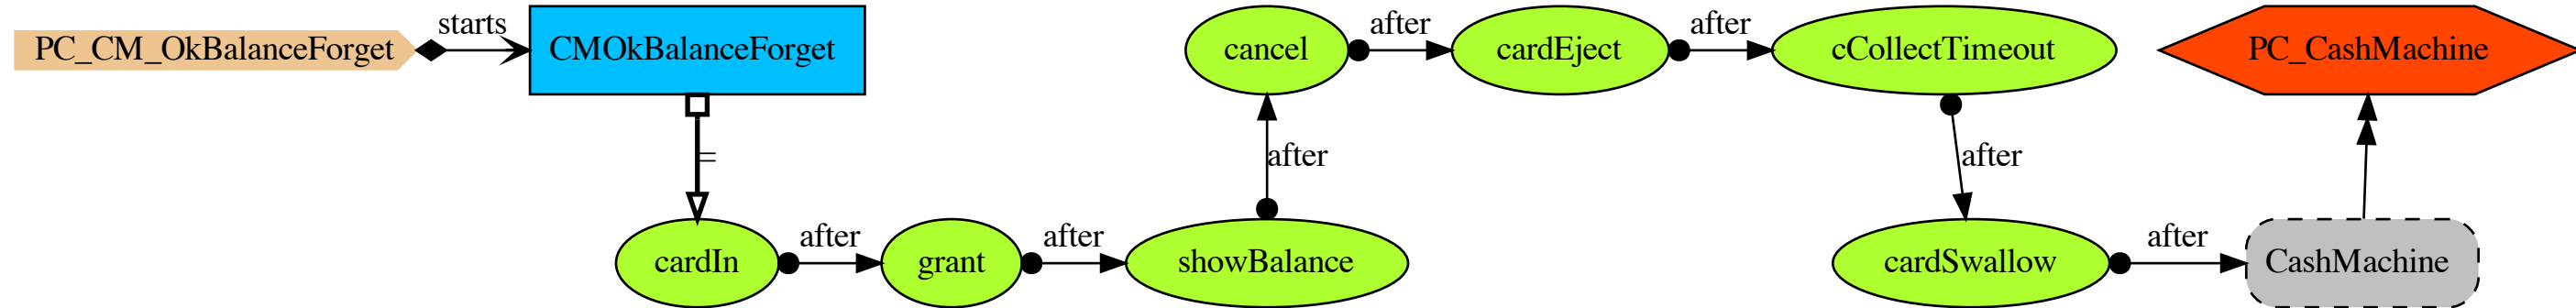 PC_CM_OkBalanceForget
starts
CMOkBalanceForget
=
cardIn
after
grant
after
showBalance
after
cancel
after
cardEject
after
cCollectTimeout
after
cardSwallow
after
CashMachine
PC_CashMachine